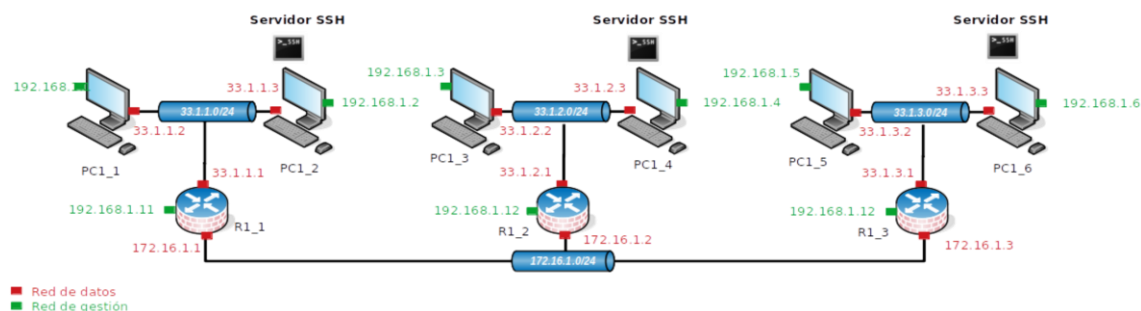 Servidor SSH
Servidor SSH
Servidor SSH
>_SSH
>_SSH
>_SSH
192.168.1.3
192.168.1.5
192.168.1.
33.1.1.3
192.168.1.2
33.1.2.3
192.168.1.4
33.1.3.3
192.168.1.6
33.1.1.0/24
33.1.2.0/24
33.1.3.0/24
33.1.1.2
33.1.2.2
33.1.3.2
PC1_1
PC1_2
PC1_3
PC1_4
PC1_5
PC1_6
33.1.1.1
33.1.2.1
33.1.3.1
192.168.1.11
R1_1
192.168.1.12
R1_2
192.168.1.12
R1_3
172.16.1.1
172.16.1.2
172.16.1.3
172.16.1.0/24
Red de datos
Red de gestión